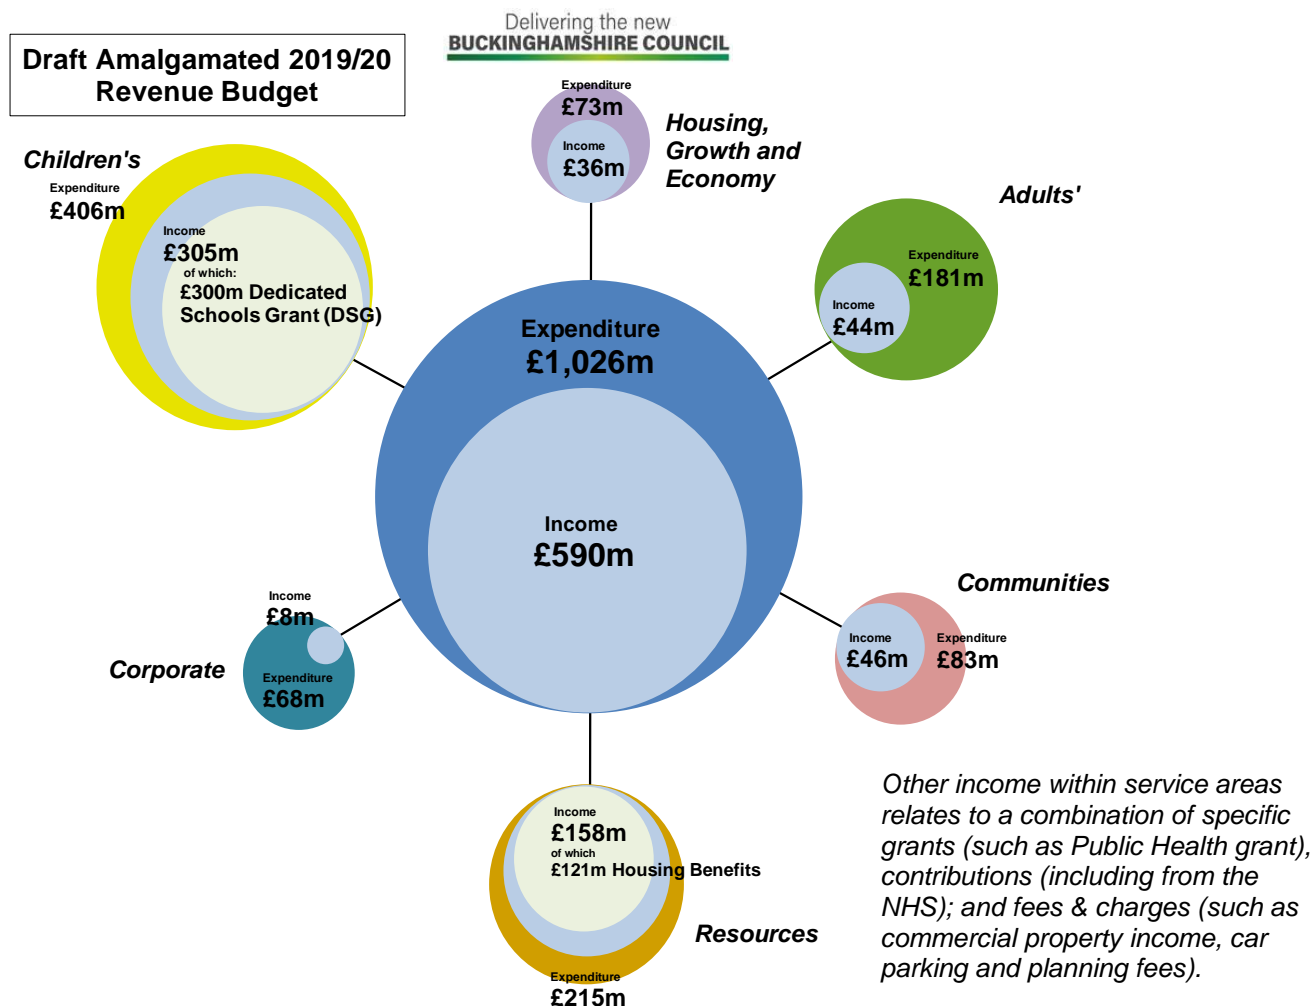 Delivering the new
BUCKINGHAMSHIRE COUNCIL
Draft Amalgamated 2019/20
Revenue Budget
Expenditure
£73m
Income
£36m
Housing,
Growth and
Economy
Children's
Expenditure
£406m
Income
£305m
of which:
£300m Dedicated
Schools Grant (DSG)
Adults'
Expenditure
£181m
Income
£44m
Expenditure
£1,026m
Income
£590m
Communities
Income
£46m
Expenditure
£83m
Income
£8m
Corporate
Expenditure
£68m
Income
£158m
of which
£121m Housing Benefits
Resources
Expenditure
£215m
Other income within service areas
relates to a combination of specific
grants (such as Public Health grant),
contributions (including from the
NHS); and fees & charges (such as
commercial property income, car
parking and planning fees).